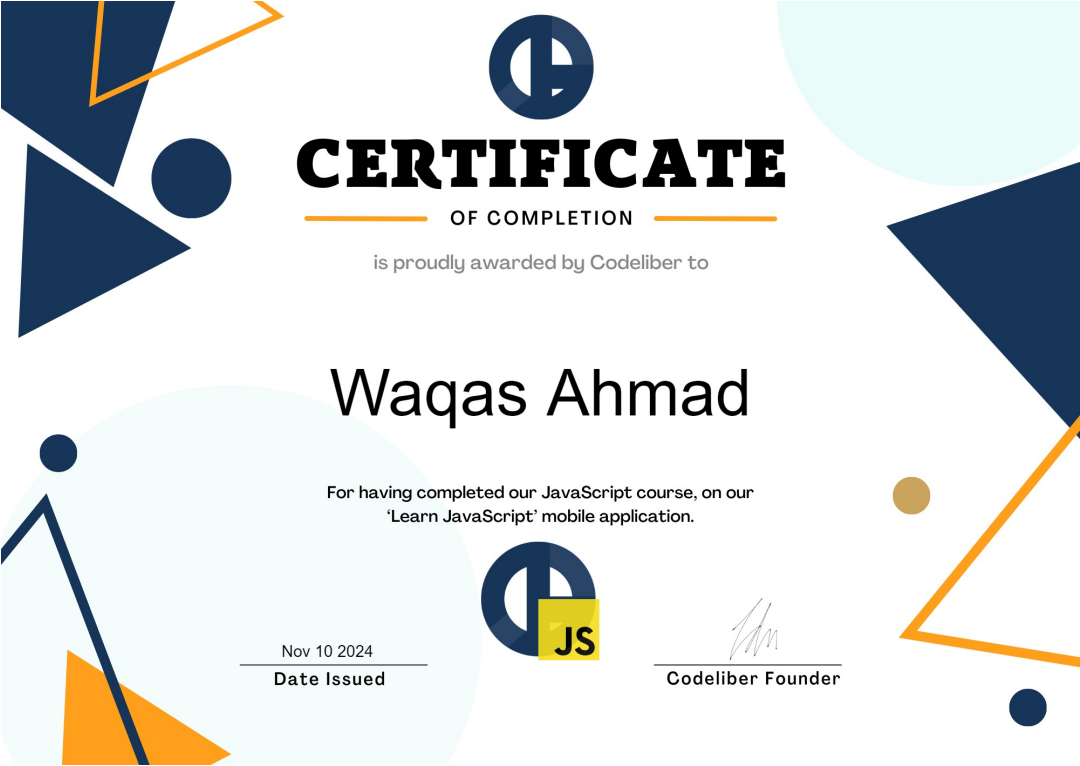 CERTIFICATE
OF COMPLETION
is proudly awarded by Codeliber to
Waqas Ahmad
For having completed our JavaScript course, on our
‘Learn JavaScript’ mobile application.
JS
Nov 10 2024
Date Issued
Codeliber Founder